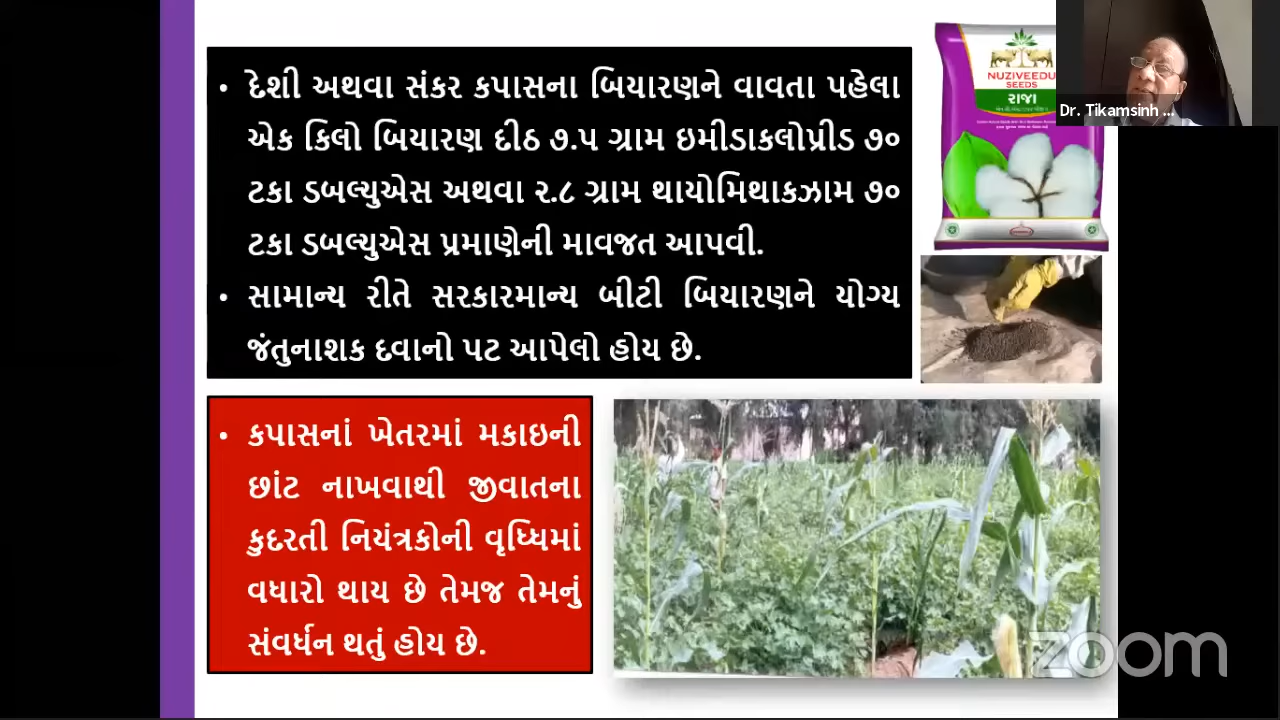 • દેશી અથવા સંકર કપાસના બિયારણને વાવતા પહેલા
એક કિલો બિયારણ દીઠ ૭.૫ ગ્રામ ઇમીડાકલોપ્રીડ ૭૦
ટકા ડબલ્યુએસ અથવા ૨.૮ ગ્રામ થાયોમિથાકઝામ ૭૦
ટકા ડબલ્યુએસ પ્રમાણેની માવજત આપવી.
• સામાન્ય રીતે સરકારમાન્ય બીટી બિયારણને યોગ્ય
જંતુનાશક દવાનો પટ આપેલો હોય છે.
NUZIVEEDU
SEEDS
રાજા
Dr. Tikamsinh ...
• કપાસનાં ખેતરમાં મકાઇની
છાંટ નાખવાથી જીવાતના
કુદરતી નિયંત્રકોની વૃધ્ધિમાં
વધારો થાય છે તેમજ તેમનું
સંવર્ધન થતું હોય છે.
zoom